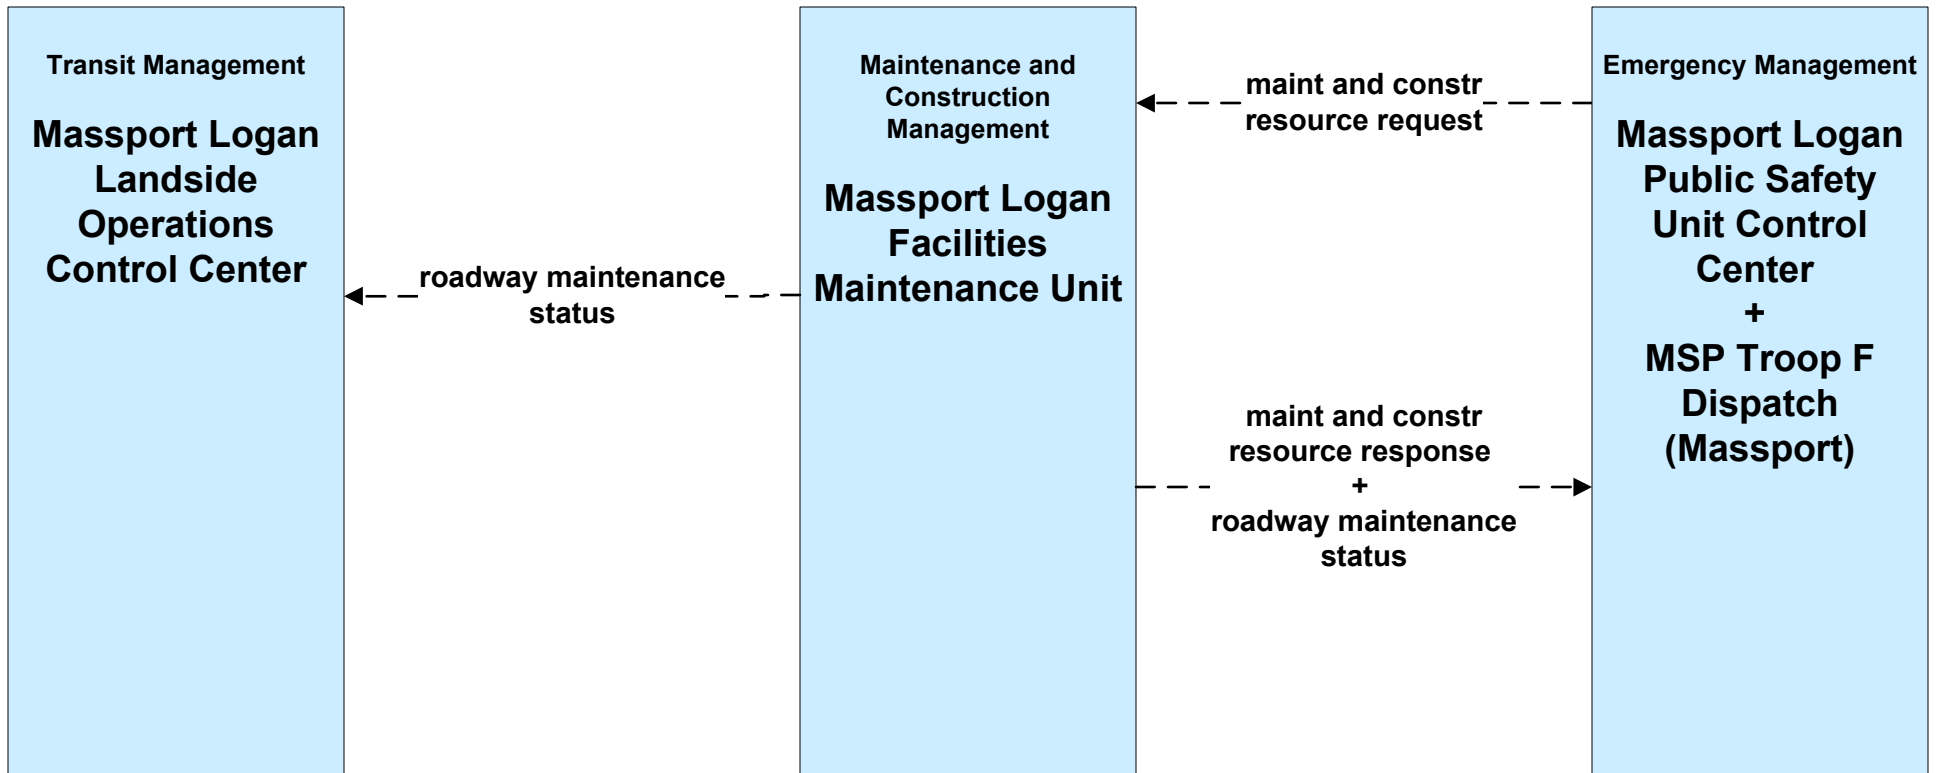 Transit Management
Massport Logan
Landside
Operations
Control Center
roadway maintenance
status
Maintenance and
Construction
Management
Massport Logan
Facilities
Maintenance Unit
maint and constr
resource request
maint and constr
resource response
+
roadway maintenance
status
Emergency Management
Massport Logan
Public Safety
Unit Control
Center
+
MSP Troop F
Dispatch
(Massport)